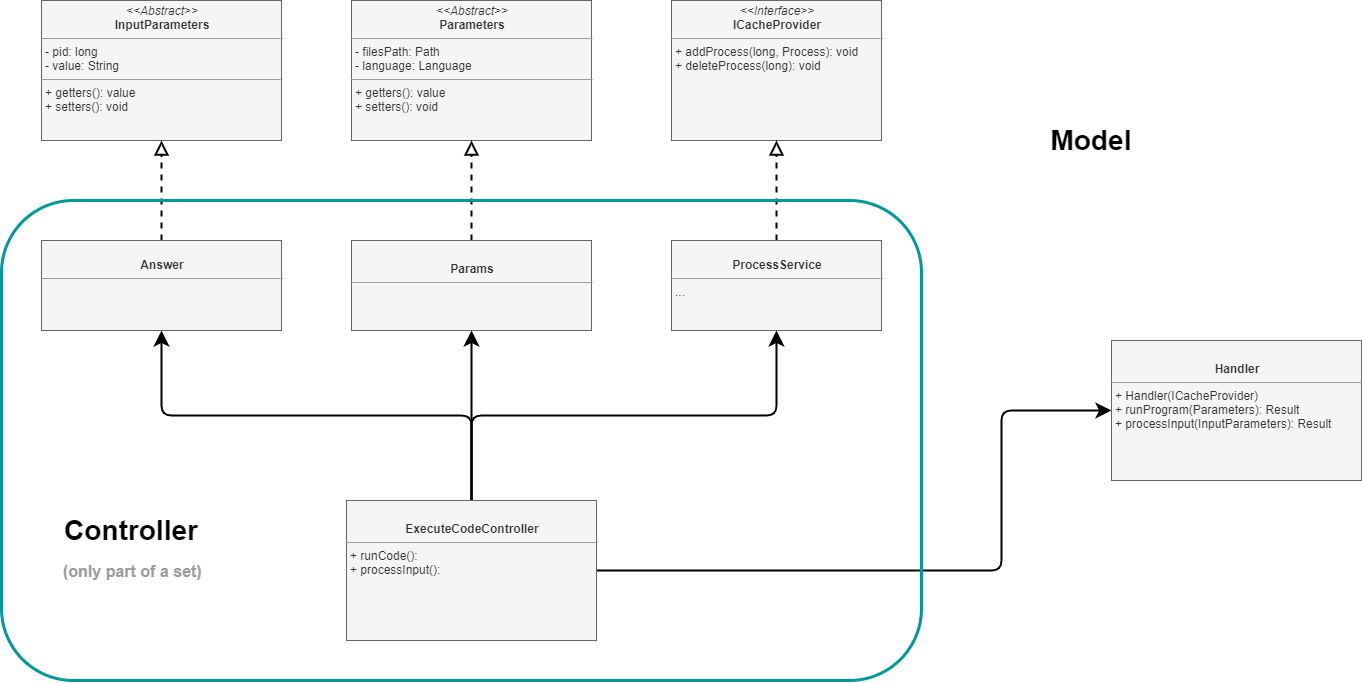 <<Abstract>>
InputParameters
- pid: long
- value: String
+ getters(): value
+ setters(): void
<<Abstract>>
Parameters
- filesPath: Path
- language: Language
+ getters(): value
+ setters(): void
<<Interface>>
ICacheProvider
+ addProcess(long, Process): void
+ deleteProcess(long): void
Model
Answer
Params
ProcessService
...
Handler
+ Handler(ICacheProvider)
+ runProgram(Parameters): Result
+ processInput(InputParameters): Result
Controller
(only part of a set)
ExecuteCodeController
+ runCode():
+ processInput():